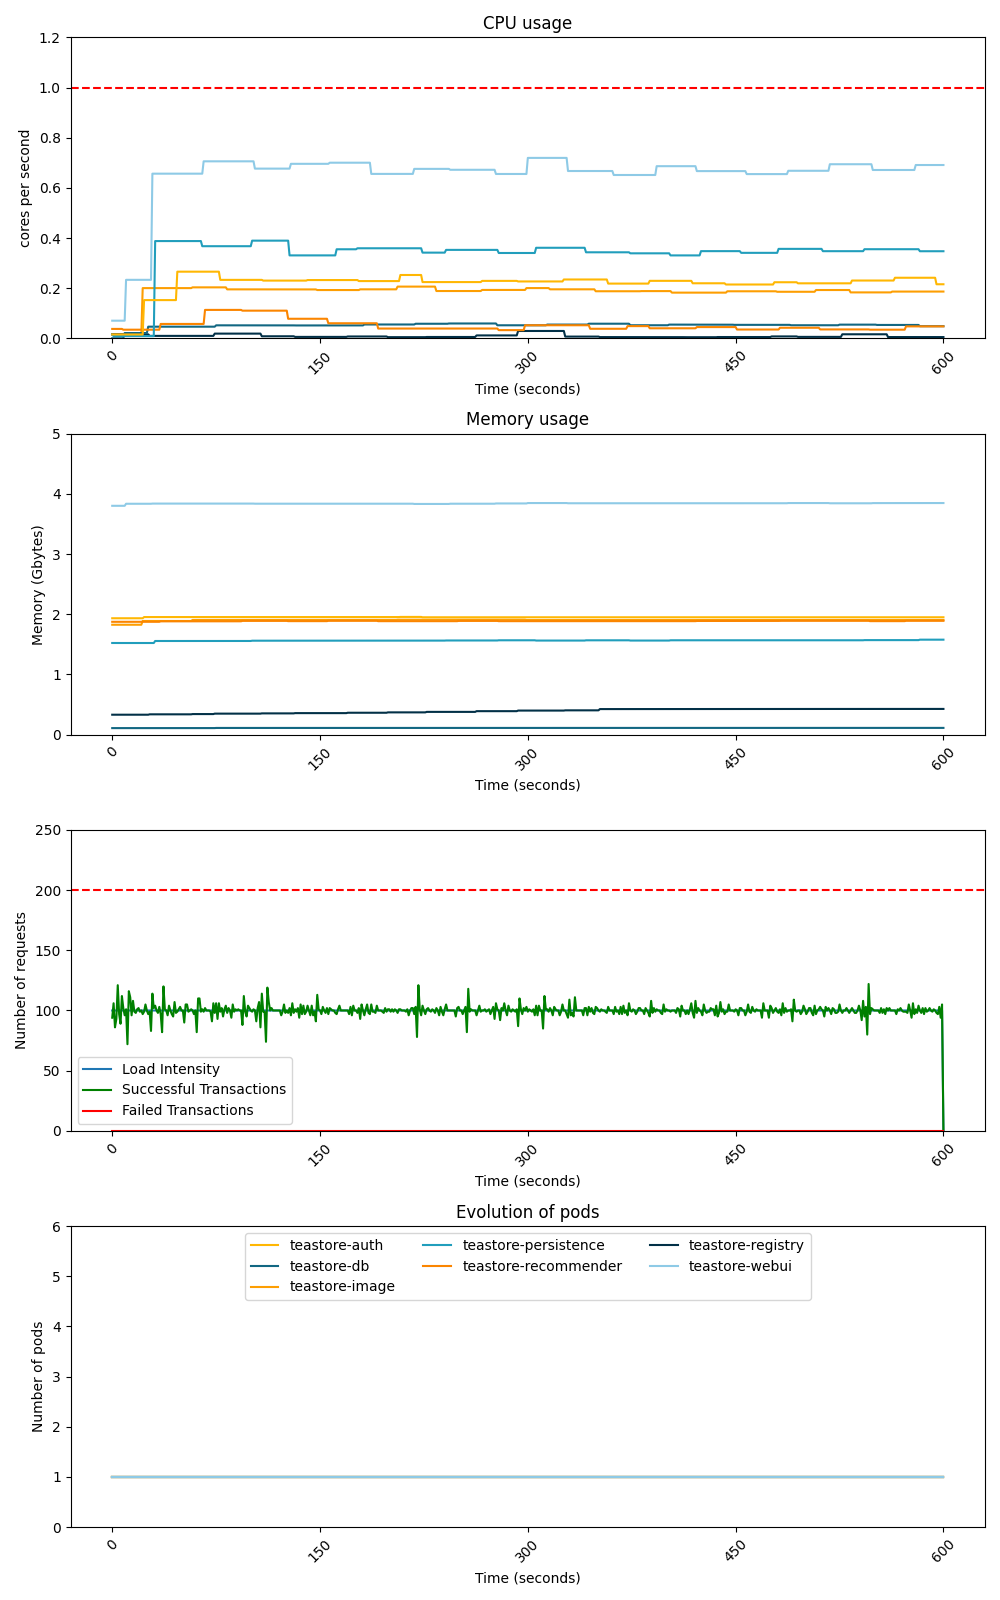 CPU usage
1.2
1.0
0.8
0.6
0.4
0.2
0.0
cores per second
0 150 300 450 600
Time (seconds)
Memory usage
5
4
3
2
1
0
Memory (Gbytes)
0 150 300 450 600
Time (seconds)
250
200
150
100
50
0
Number of requests
Load Intensity
Successful Transactions
Failed Transactions
0 150 300 450 600
Time (seconds)
Evolution of pods
6
5
4
3
2
1
0
Number of pods
teastore-auth teastore-persistence teastore-registry
teastore-db teastore-recommender teastore-webui
teastore-image
0 150 300 450 600
Time (seconds)